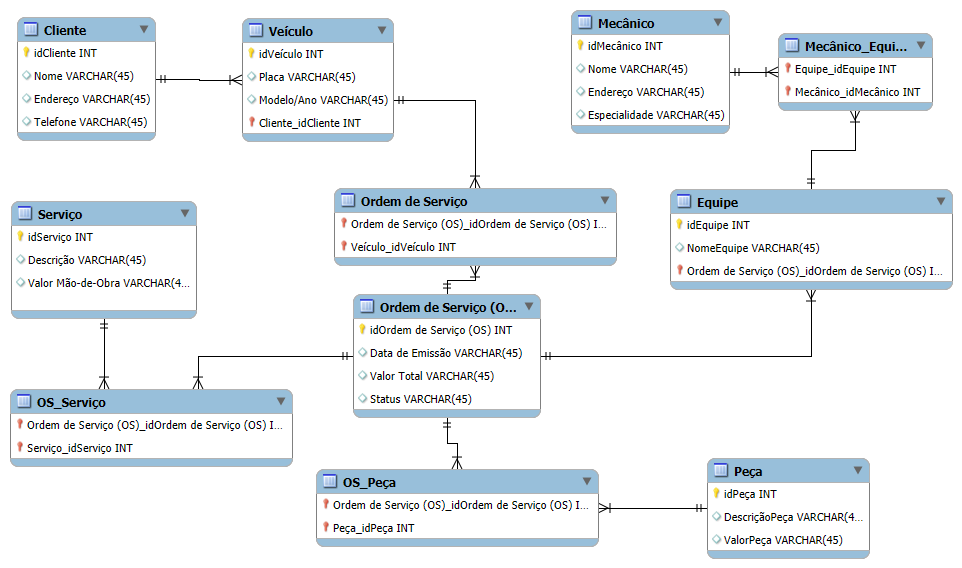 Cliente
idCliente INT
Nome VARCHAR(45)
Endereço VARCHAR(45)
Telefone VARCHAR(45)
Veículo
idVeículo INT
Placa VARCHAR(45)
Modelo/Ano VARCHAR(45)
Cliente_idCliente INT
Mecânico
idMecânico INT
Nome VARCHAR(45)
Endereço VARCHAR(45)
Especialidade VARCHAR(45)
Mecânico_Equi...
Equipe_idEquipe INT
Mecânico_idMecânico INT
Serviço
idServiço INT
Descrição VARCHAR(45)
Valor Mão-de-Obra VARCHAR(4...
Ordem de Serviço
Ordem de Serviço (OS)_idOrdem de Serviço (OS) I...
Veículo_idVeículo INT
Equipe
idEquipe INT
NomeEquipe VARCHAR(45)
Ordem de Serviço (OS)_idOrdem de Serviço (OS) I...
Ordem de Serviço (O...
idOrdem de Serviço (OS) INT
Data de Emissão VARCHAR(45)
Valor Total VARCHAR(45)
Status VARCHAR(45)
OS_Serviço
Ordem de Serviço (OS)_idOrdem de Serviço (OS) I...
Serviço_idServiço INT
OS_Peça
Ordem de Serviço (OS)_idOrdem de Serviço (OS) I...
Peça_idPeça INT
Peça
idPeça INT
DescriçãoPeça VARCHAR(4...
ValorPeça VARCHAR(45)